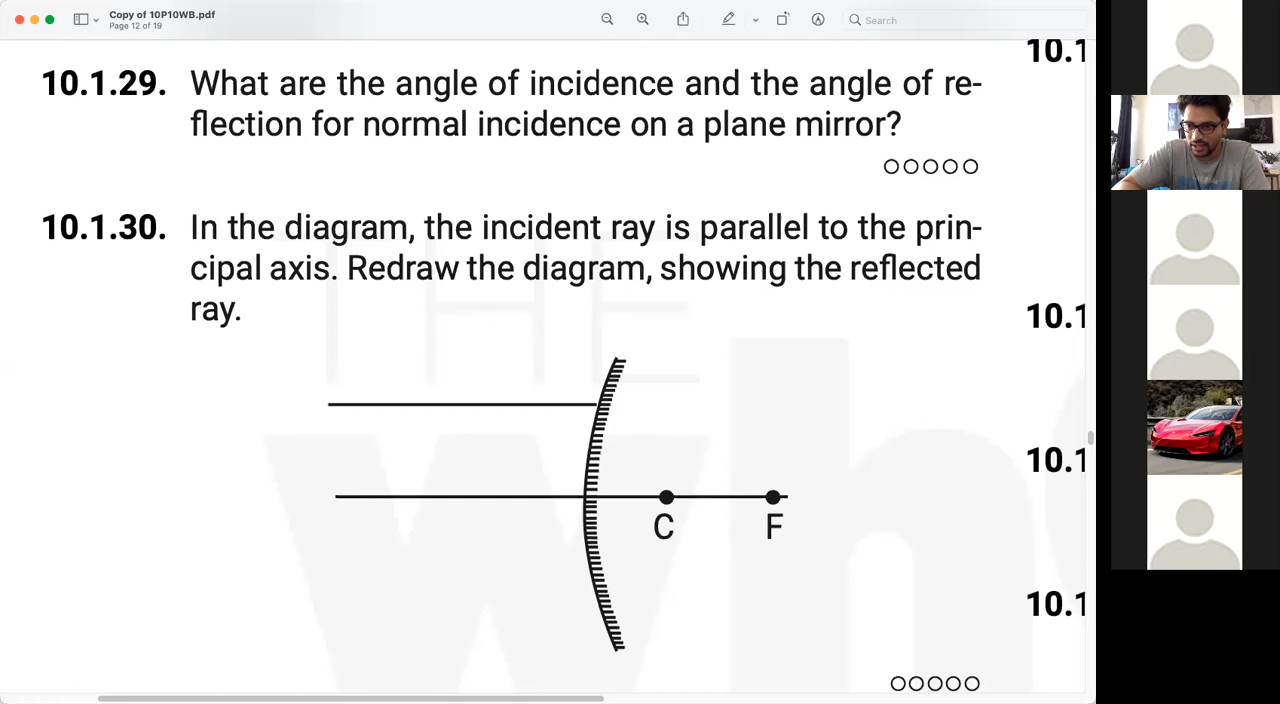 Copy of 10P10WB.pdf
Page 12 of 19
Search
10.1.29. What are the angle of incidence and the angle of re-
flection for normal incidence on a plane mirror?
10.1.30. In the diagram, the incident ray is parallel to the prin-
cipal axis. Redraw the diagram, showing the reflected
ray.
C
F
10.1
10.1
10.1
10.1
THE
wh